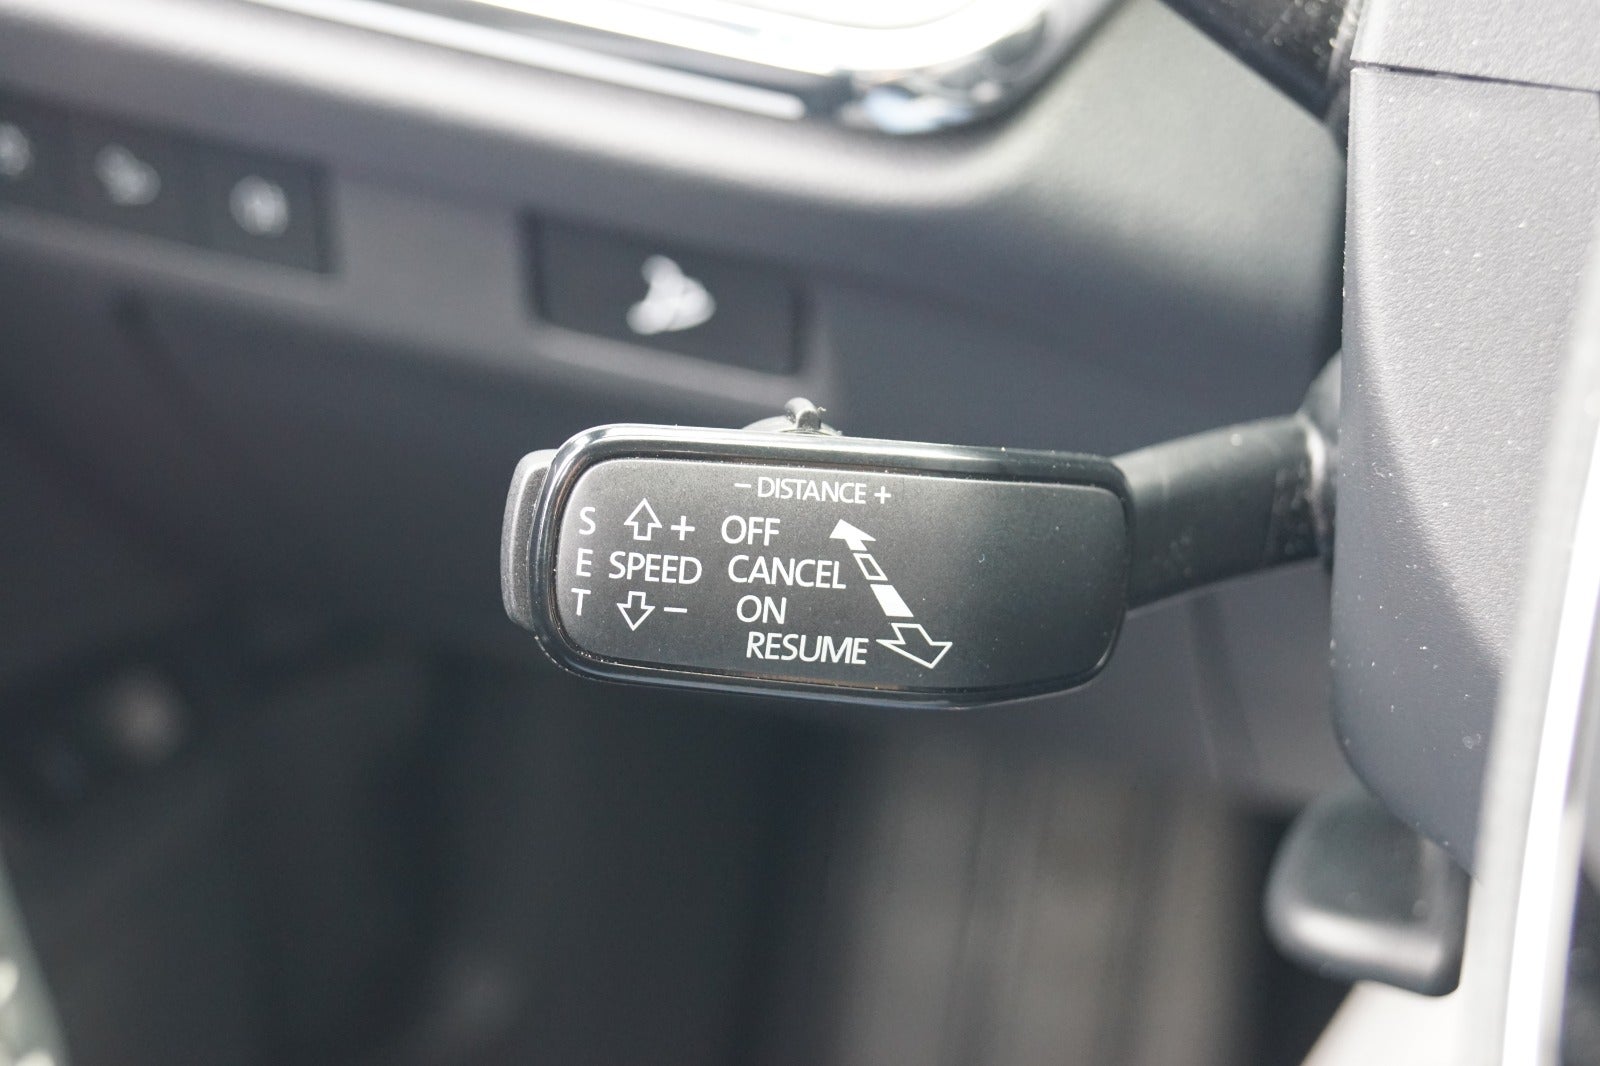 – DISTANCE +
S + OFF
E SPEED CANCEL
T – ON
RESUME